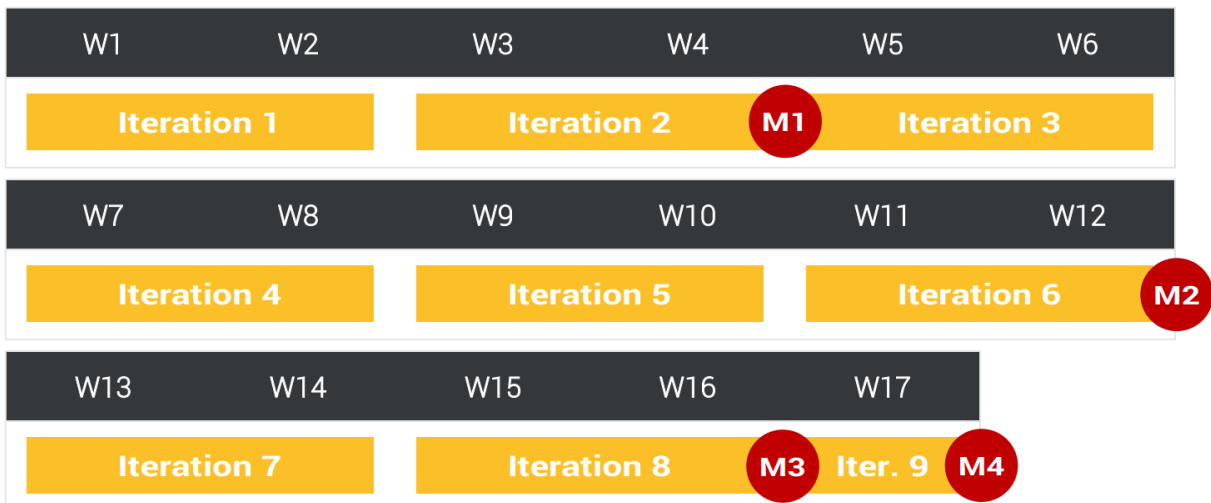 W1 W2 W3 W4 W5 W6
Iteration 1 Iteration 2 M1 Iteration 3
W7 W8 W9 W10 W11 W12
Iteration 4 Iteration 5 Iteration 6 M2
W13 W14 W15 W16 W17
Iteration 7 Iteration 8 M3 Iter. 9 M4